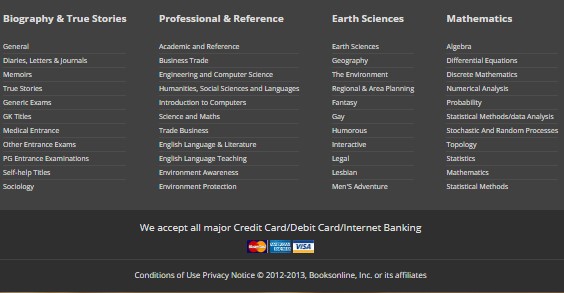 Biography & True Stories
General
Diaries, Letters & Journals
Memoirs
True Stories
Generic Exams
GK Titles
Medical Entrance
Other Entrance Exams
PG Entrance Examinations
Self-help Titles
Sociology
Professional & Reference
Academic and Reference
Business Trade
Engineering and Computer Science
Humanities, Social Sciences and Languages
Introduction to Computers
Science and Maths
Trade Business
English Language & Literature
English Language Teaching
Environment Awareness
Environment Protection
Earth Sciences
Earth Sciences
Geography
The Environment
Regional & Area Planning
Fantasy
Gay
Humorous
Interactive
Legal
Lesbian
Men'S Adventure
Mathematics
Algebra
Differential Equations
Discrete Mathematics
Numerical Analysis
Probability
Statistical Methods/data Analysis
Stochastic And Random Processes
Topology
Statistics
Mathematics
Statistical Methods
We accept all major Credit Card/Debit Card/Internet Banking
VISA
Conditions of Use Privacy Notice © 2012-2013, Booksonline, Inc. or its affiliates